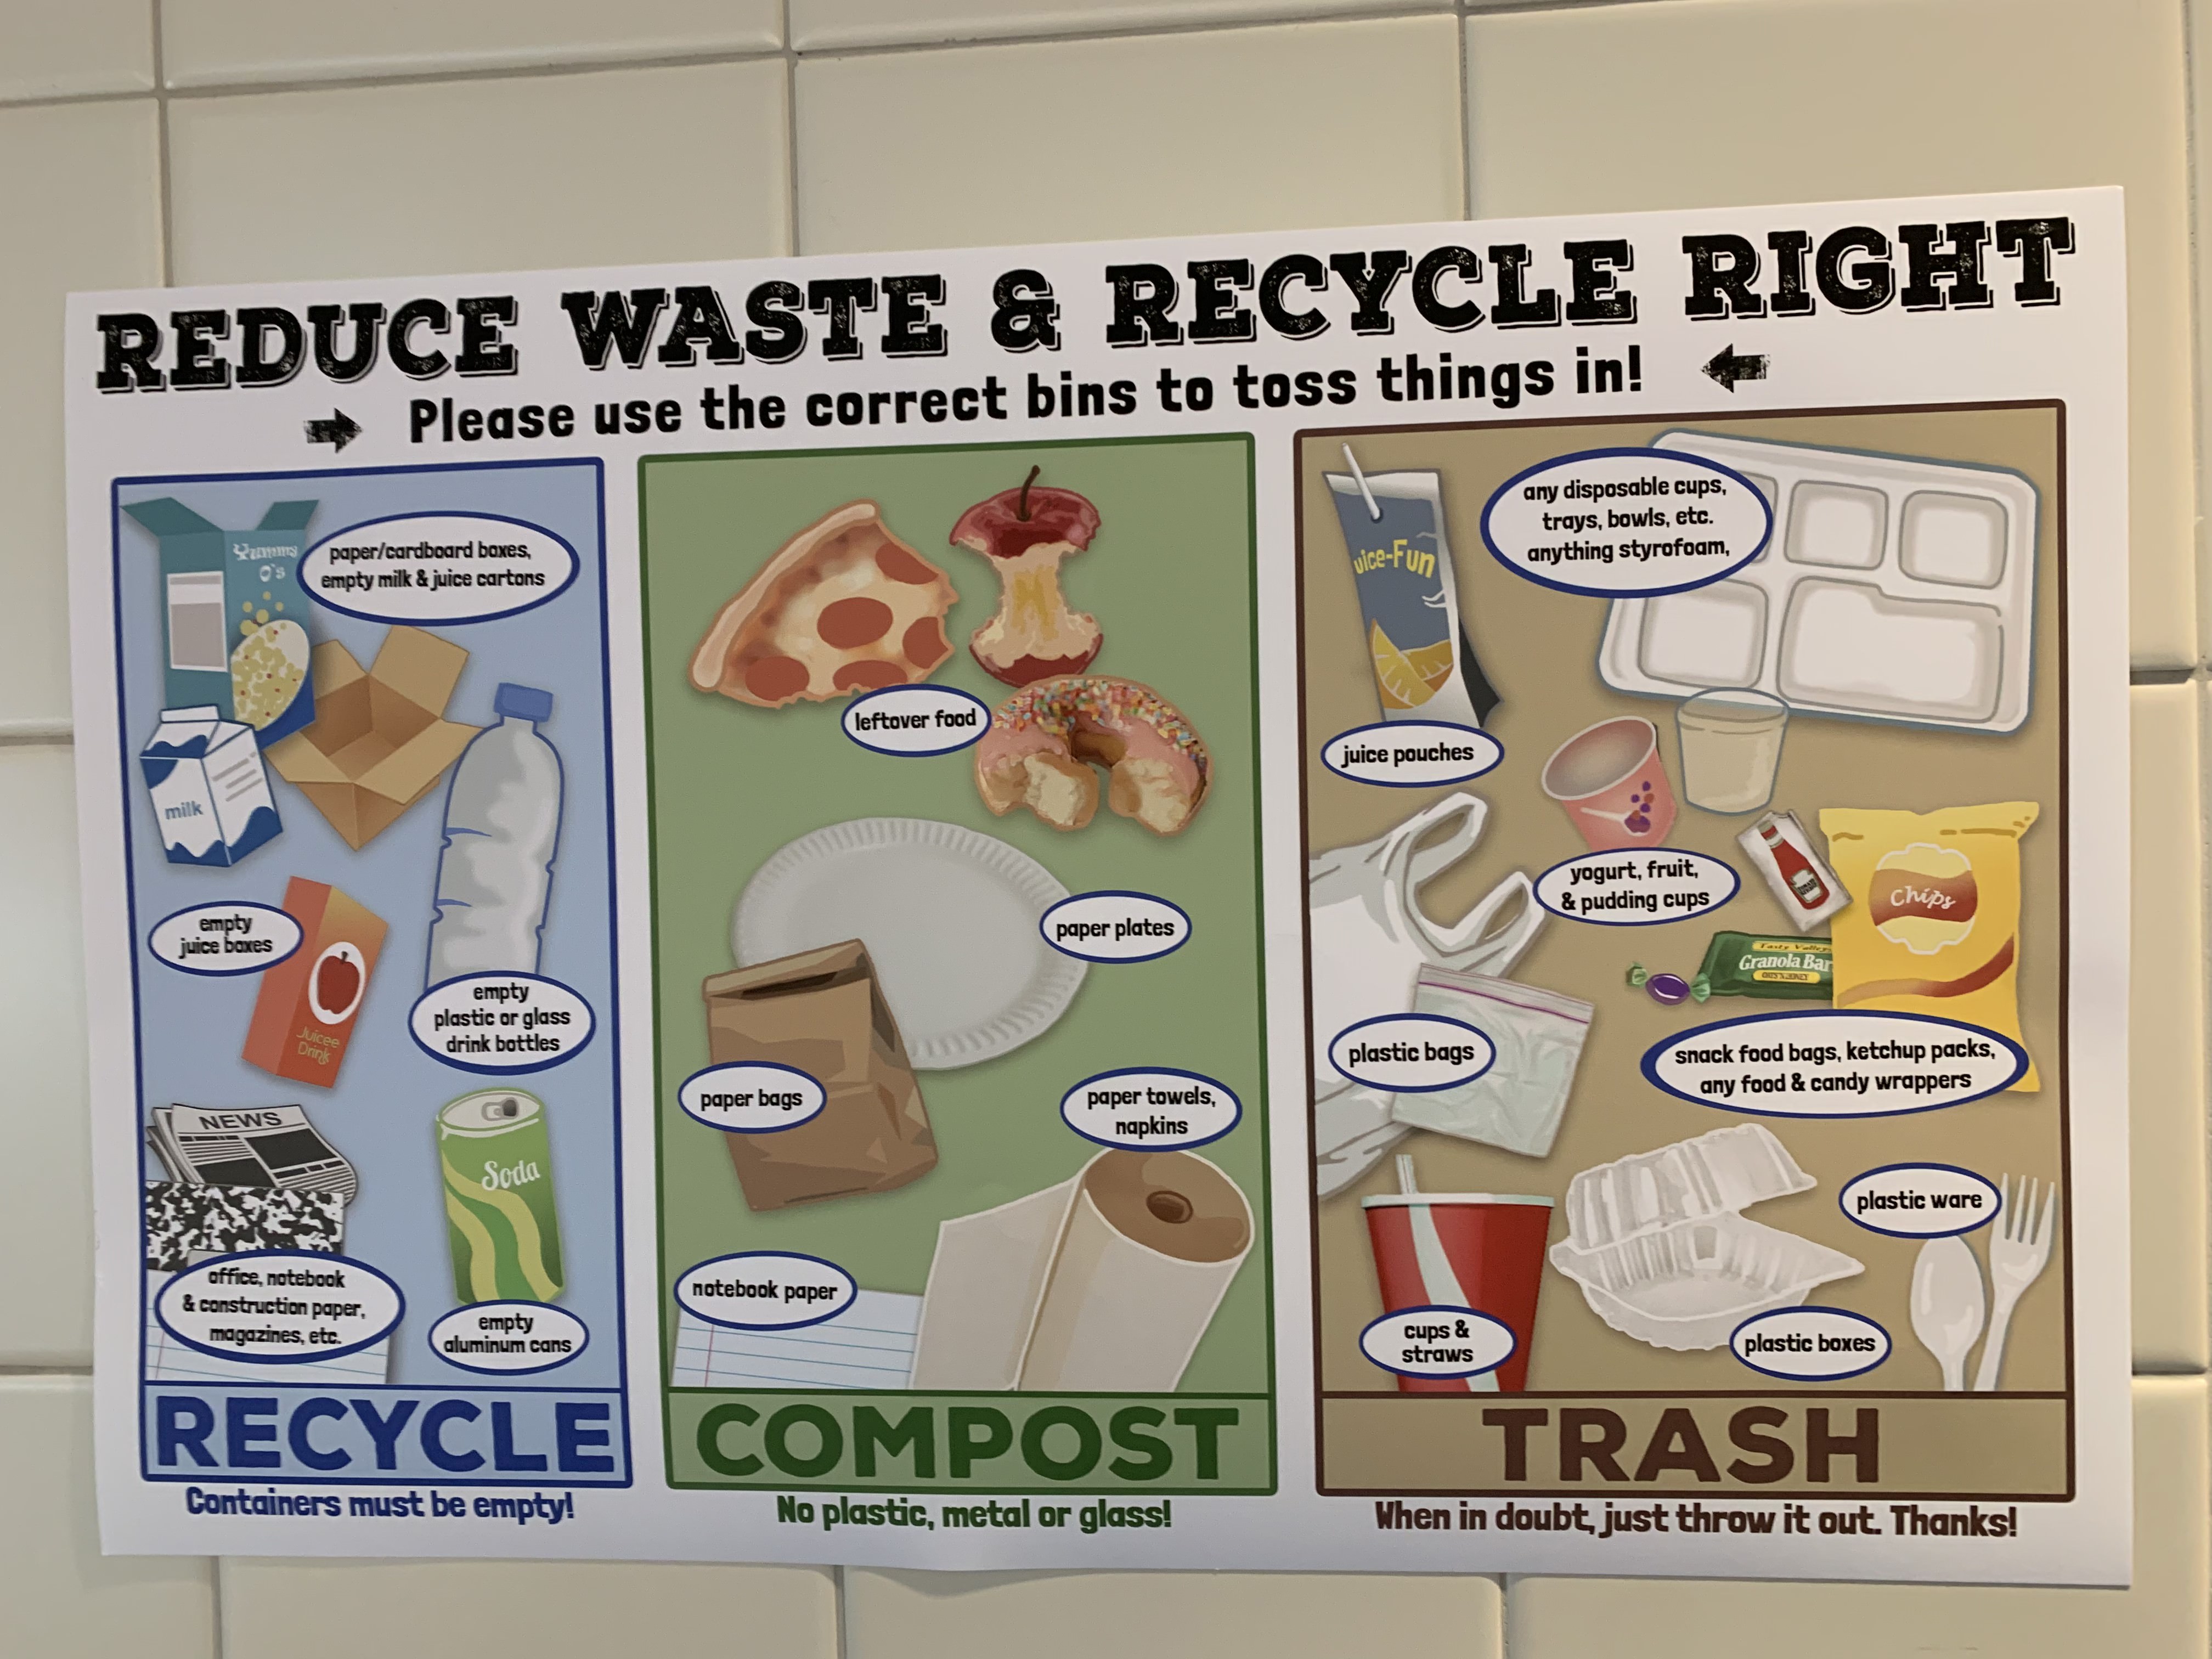 REDUCE WASTE & RECYCLE RIGHT
Please use the correct bins to toss things in!
Yummy
O's
paper/cardboard boxes,
empty milk & juice cartons
milk
empty
juice boxes
Juicee
Drink
empty
plastic or glass
drink bottles
NEWS
Soda
office, notebook
& construction paper,
magazines, etc.
empty
aluminum cans
RECYCLE
Containers must be empty!
leftover food
paper plates
paper bags
paper towels,
napkins
notebook paper
COMPOST
No plastic, metal or glass!
any disposable cups,
trays, bowls, etc.
anything styrofoam,
uice-Fun
juice pouches
yogurt, fruit,
& pudding cups
Chips
Tasty Valley
Granola Bar
plastic bags
snack food bags, ketchup packs,
any food & candy wrappers
plastic ware
cups &
straws
plastic boxes
TRASH
When in doubt, just throw it out. Thanks!